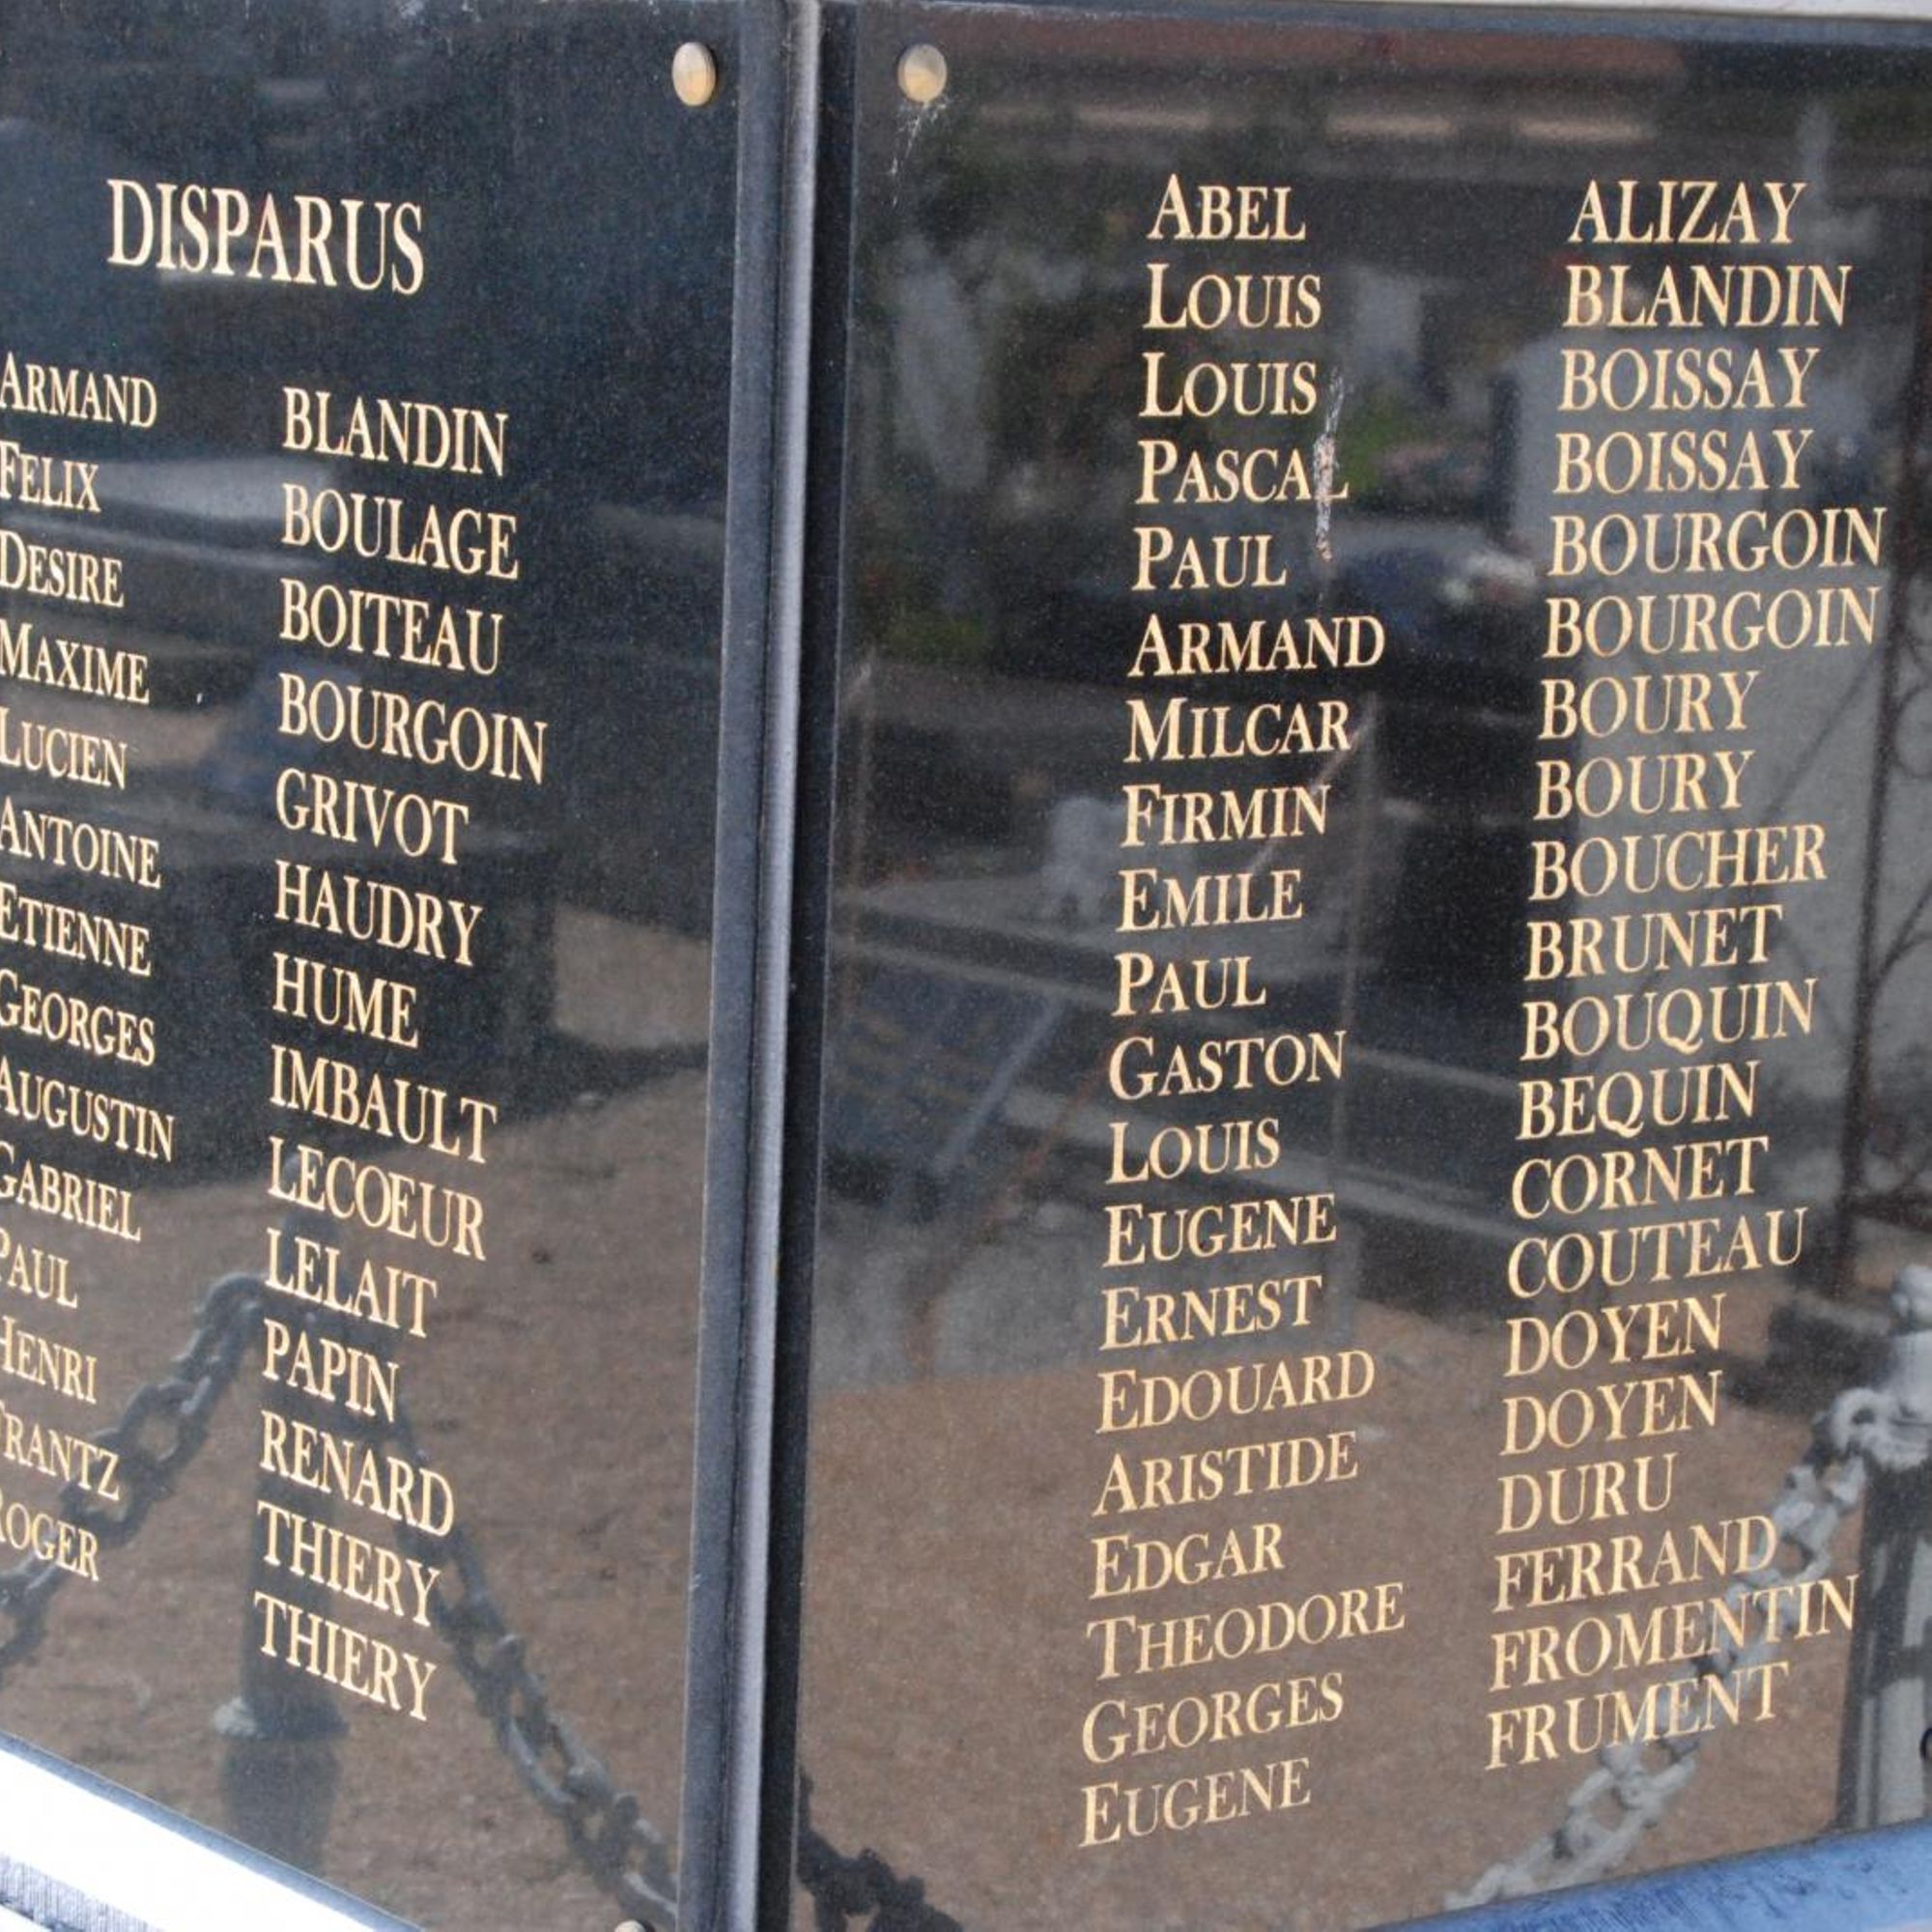 DISPARUS
ARMAND BLANDIN
FELIX BOULAGE
DESIRE BOITEAU
MAXIME BOURGOIN
LUCIEN GRIVOT
ANTOINE HAUDRY
ETIENNE HUME
GEORGES IMBAULT
AUGUSTIN LECOEUR
GABRIEL LELAIT
PAUL PAPIN
HENRI RENARD
FRANTZ THIERY
ROGER THIERY
ABEL ALIZAY
LOUIS BLANDIN
LOUIS BOISSAY
PASCAL BOISSAY
PAUL BOURGOIN
ARMAND BOURGOIN
MILCAR BOURY
FIRMIN BOURY
EMILE BOUCHER
PAUL BRUNET
GASTON BOUQUIN
LOUIS BEQUIN
EUGENE CORNET
ERNEST COUTEAU
EDOUARD DOYEN
ARISTIDE DOYEN
EDGAR DURU
THEODORE FERRAND
GEORGES FROMENTIN
EUGENE FRUMENT